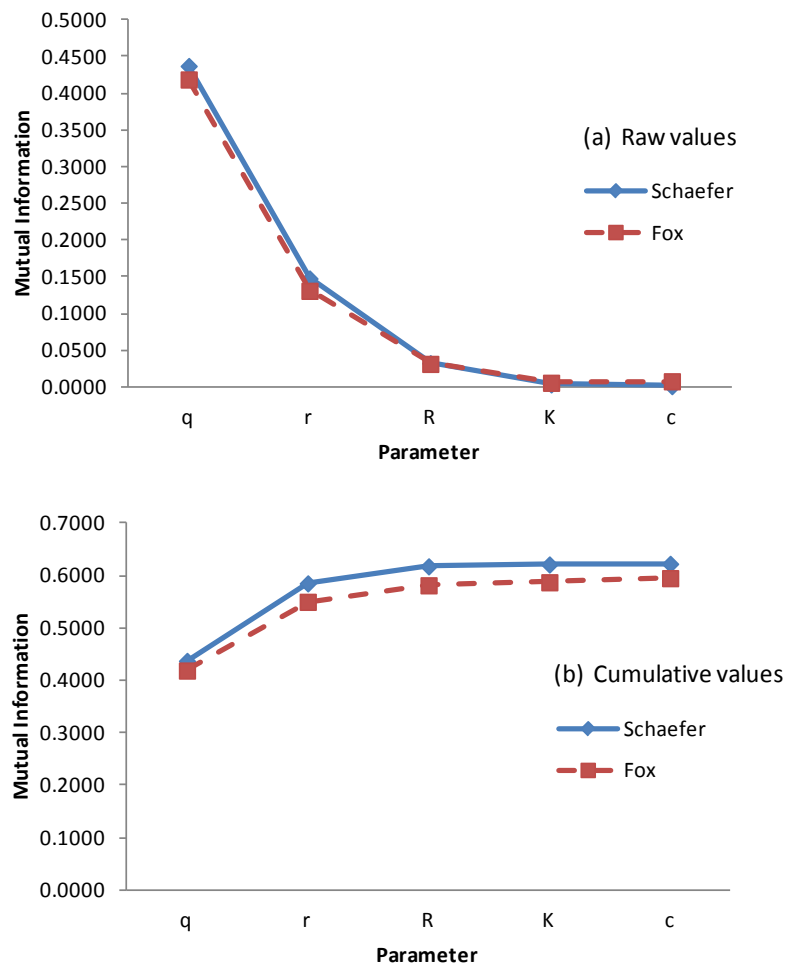 0.5000
0.4500
0.4000
0.3500
0.3000
0.2500
0.2000
0.1500
0.1000
0.0500
0.0000
Mutual Information
(a) Raw values
Schaefer
Fox
q r R K c
Parameter
0.7000
0.6000
0.5000
0.4000
0.3000
0.2000
0.1000
0.0000
Mutual Information
(b) Cumulative values
Schaefer
Fox
q r R K c
Parameter